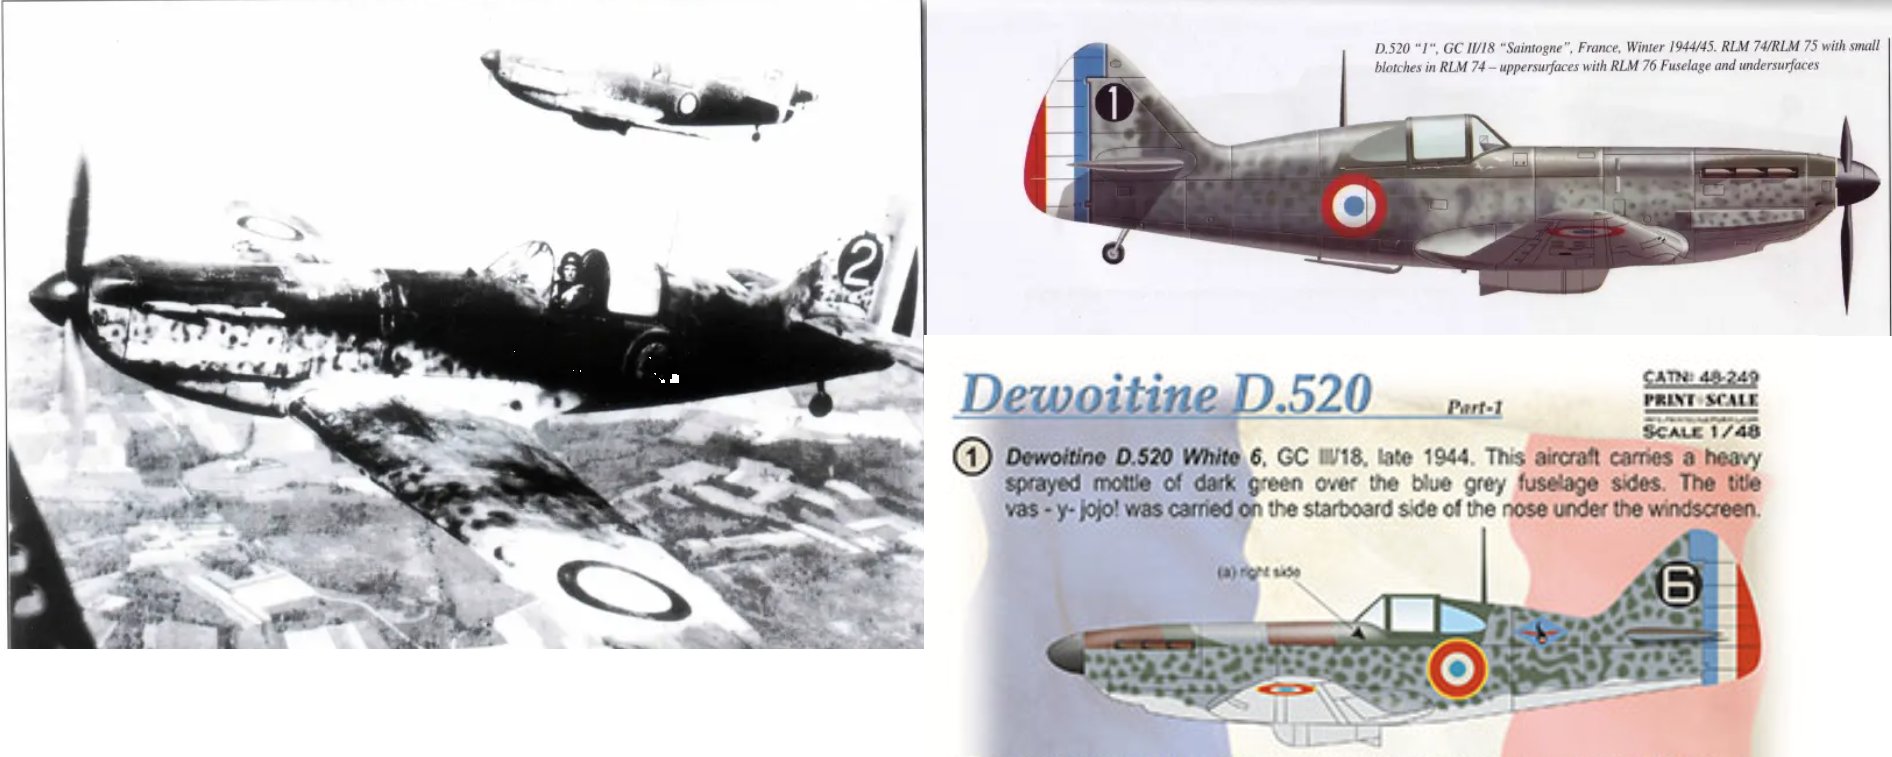 2
D.520 "1", GC II/18 "Saintogne", France, Winter 1944/45. RLM 74/RLM 75 with small
blotches in RLM 74 – uppersurfaces with RLM 76 Fuselage and undersurfaces
1
Dewoitine D.520
Part-1
CATN: 48-249
PRINT SCALE
SCALE 1/48
1 Dewoitine D.520 White 6, GC III/18, late 1944. This aircraft carries a heavy
sprayed mottle of dark green over the blue grey fuselage sides. The title
vas - y- jojo! was carried on the starboard side of the nose under the windscreen.
(a) right side
6